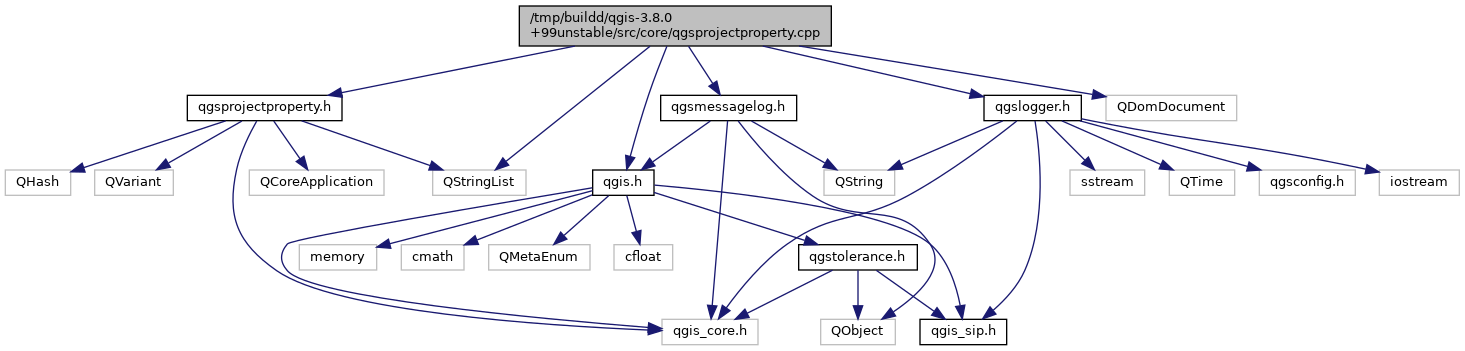 /tmp/buildd/qgis-3.8.0
+99unstable/src/core/qgsprojectproperty.cpp
qgsprojectproperty.h
qgsmessagelog.h
qgslogger.h
QDomDocument
QHash
QVariant
QCoreApplication
QStringList
qgis.h
QString
sstream
QTime
qgsconfig.h
iostream
memory
cmath
QMetaEnum
cfloat
qgstolerance.h
qgis_core.h
QObject
qgis_sip.h